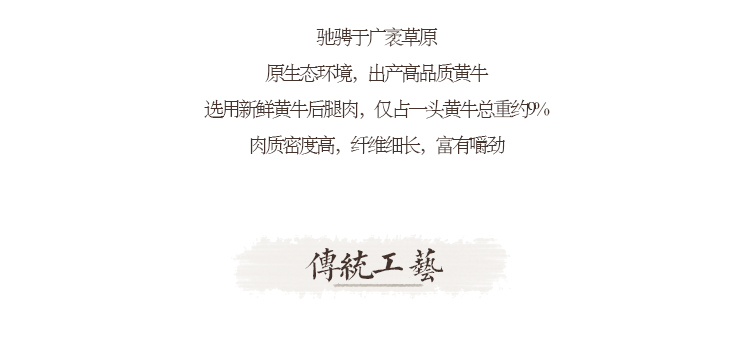 驰骋于广袤草原
原生态环境，出产高品质黄牛
选用新鲜黄牛后腿肉，仅占一头黄牛总重约9%
肉质密度高，纤维细长，富有嚼劲
傳統工藝